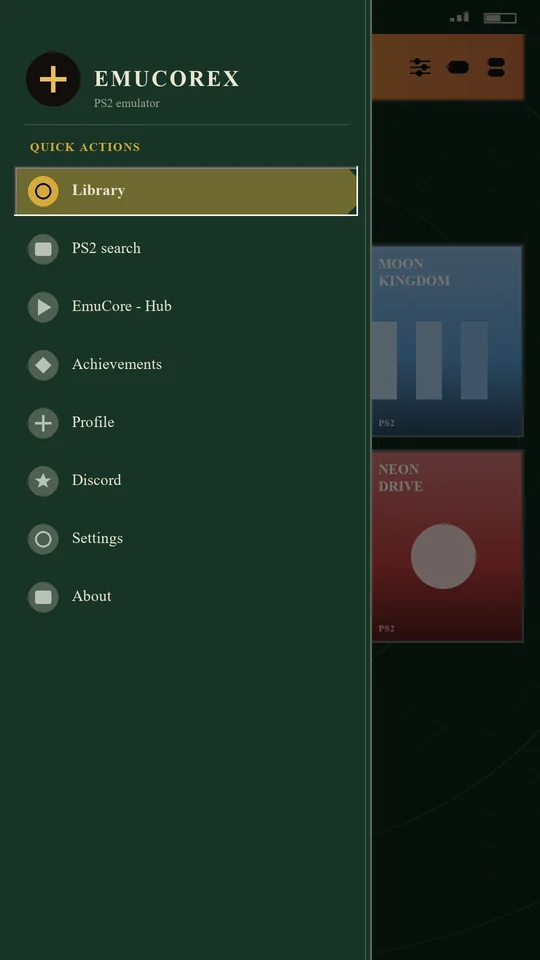 EMUCOREX
PS2 emulator
QUICK ACTIONS
Library
PS2 search
EmuCore - Hub
Achievements
Profile
Discord
Settings
About
MOON
KINGDOM
PS2
NEON
DRIVE
PS2